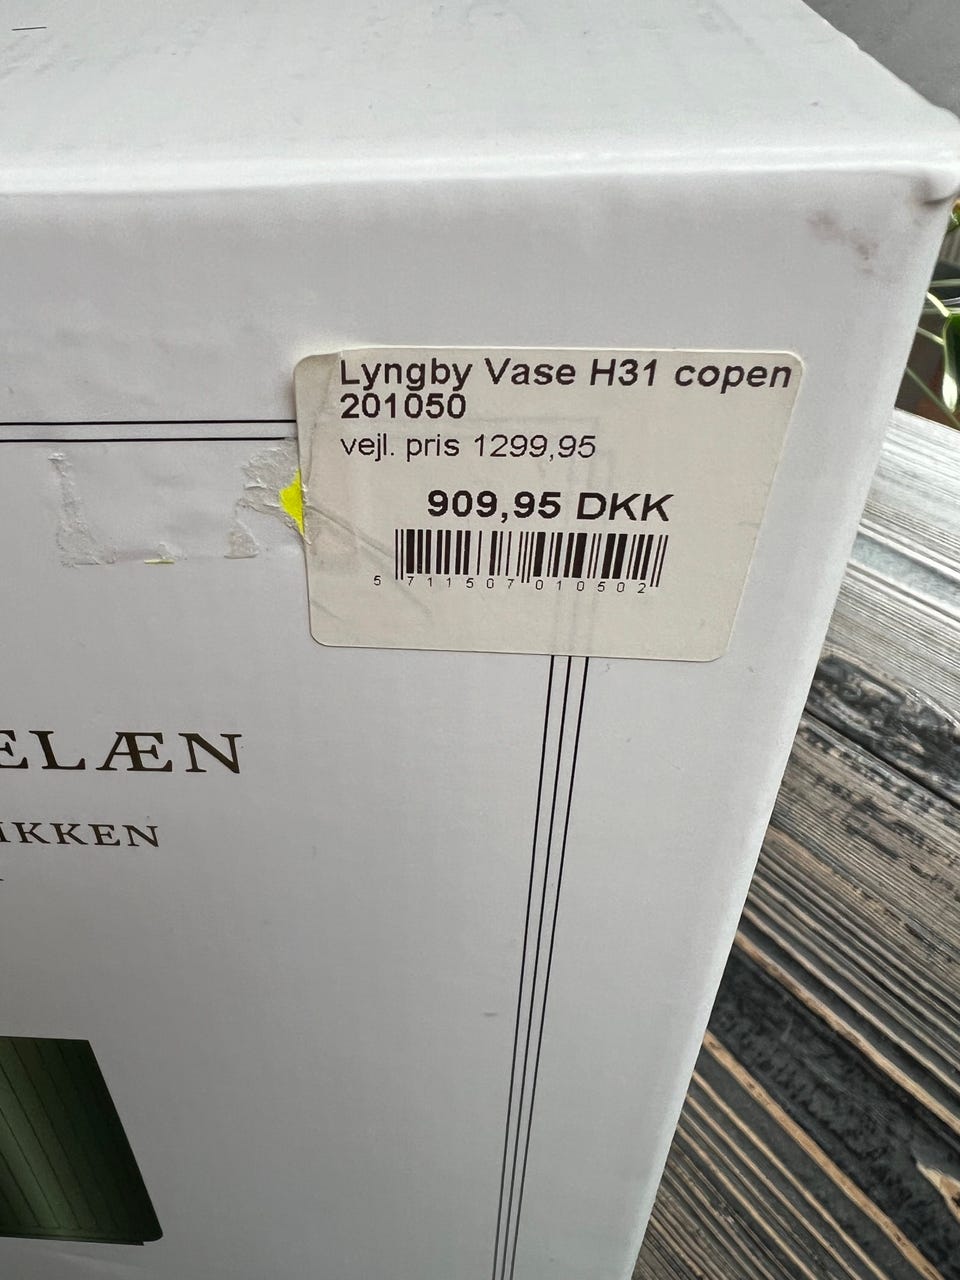 Lyngby Vase H31 copen
201050
vejl. pris 1299,95
909,95 DKK
5 711507 010502
ELÆN
IKKEN